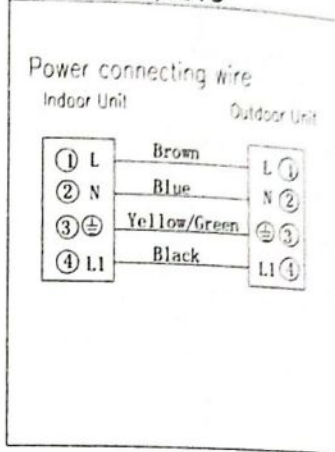 Power connecting wire
Indoor Unit
Outdoor Unit
① L Brown L ①
② N Blue N ②
③ ⏚ Yellow/Green ⏚ ③
④ L1 Black L1 ④